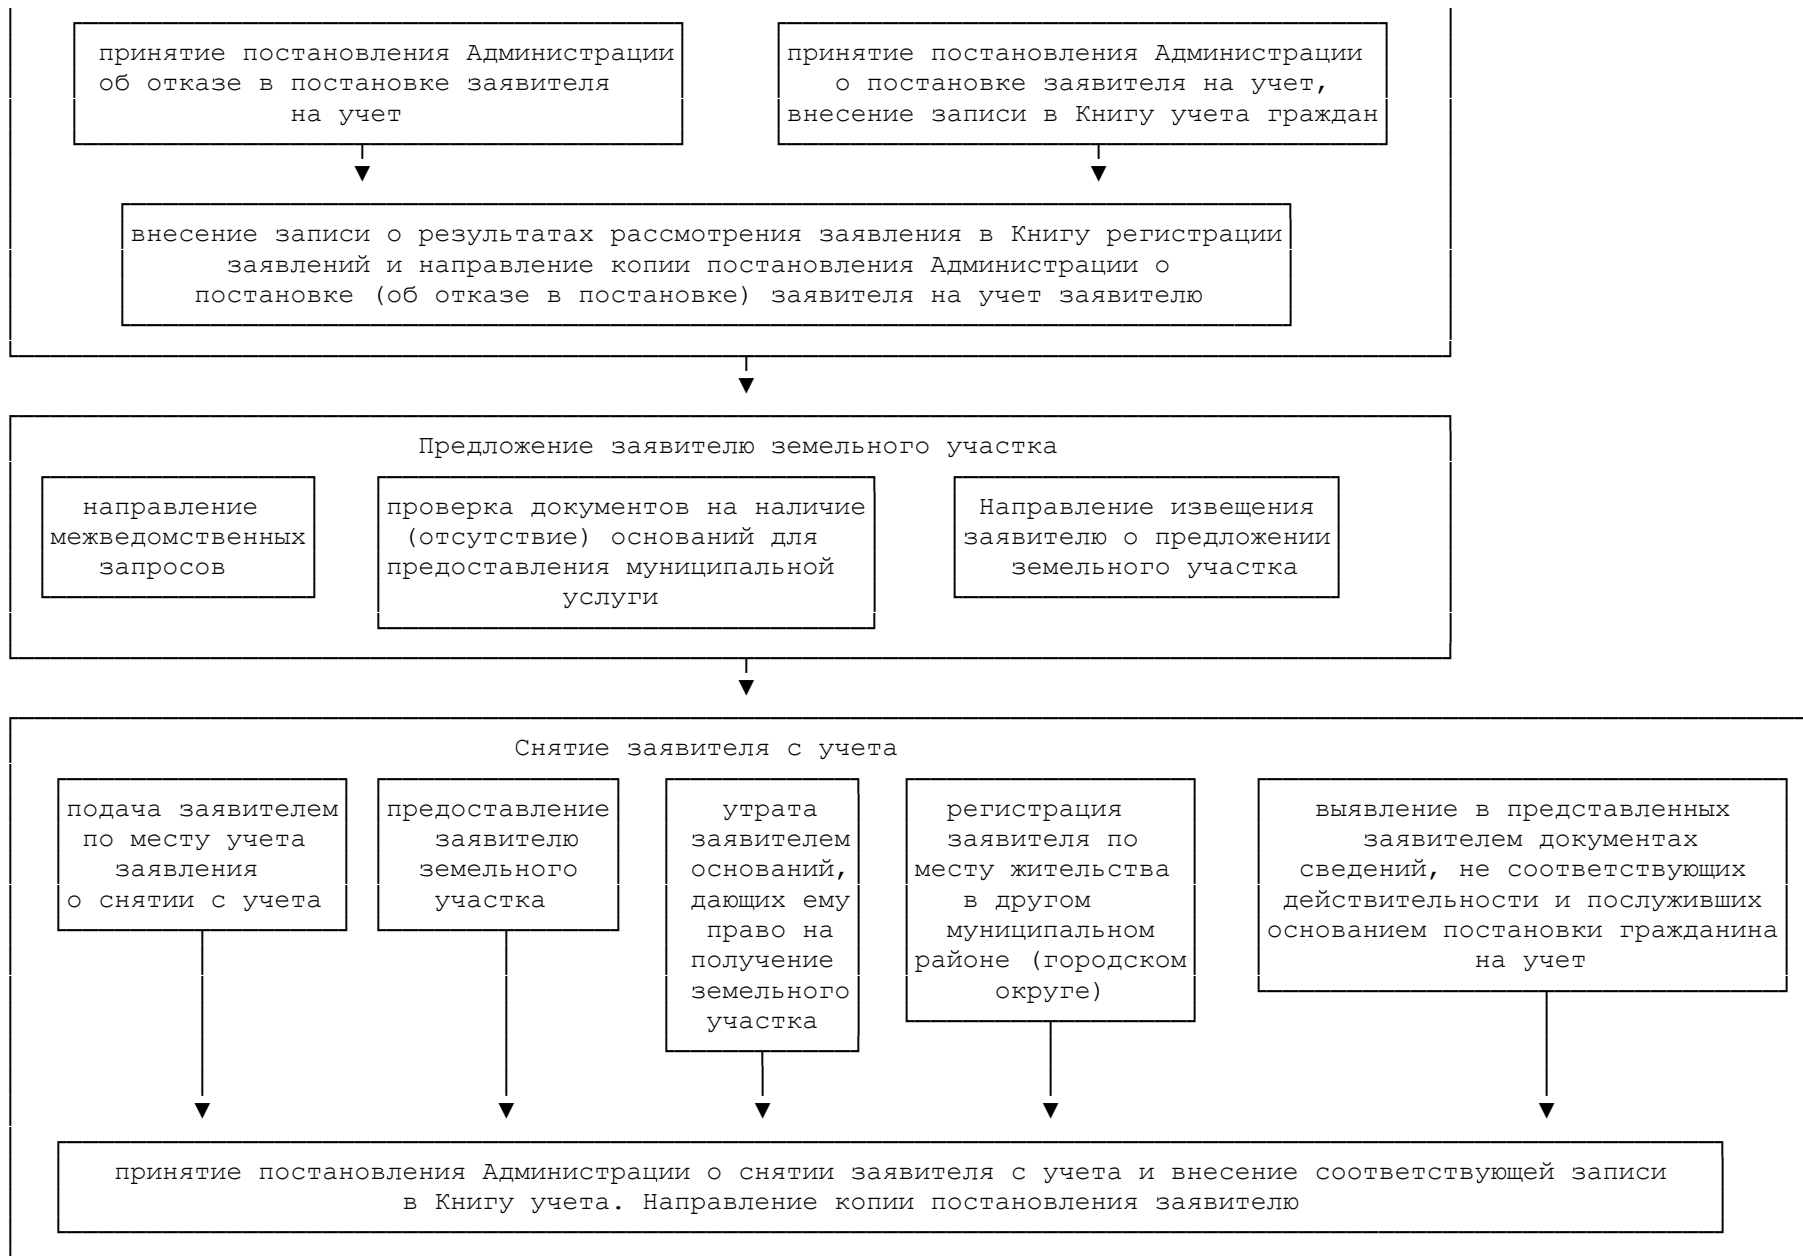 принятие постановления Администрации
об отказе в постановке заявителя
на учет
принятие постановления Администрации
о постановке заявителя на учет,
внесение записи в Книгу учета граждан
внесение записи о результатах рассмотрения заявления в Книгу регистрации
заявлений и направление копии постановления Администрации о
постановке (об отказе в постановке) заявителя на учет заявителю
Предложение заявителю земельного участка
направление
межведомственных
запросов
проверка документов на наличие
(отсутствие) оснований для
предоставления муниципальной
услуги
Направление извещения
заявителю о предложении
земельного участка
Снятие заявителя с учета
подача заявителем
по месту учета
заявления
о снятии с учета
предоставление
заявителю
земельного
участка
утрата
заявителем
оснований,
дающих ему
право на
получение
земельного
участка
регистрация
заявителя по
месту жительства
в другом
муниципальном
районе (городском
округе)
выявление в представленных
заявителем документах
сведений, не соответствующих
действительности и послуживших
основанием постановки гражданина
на учет
принятие постановления Администрации о снятии заявителя с учета и внесение соответствующей записи
в Книгу учета. Направление копии постановления заявителю